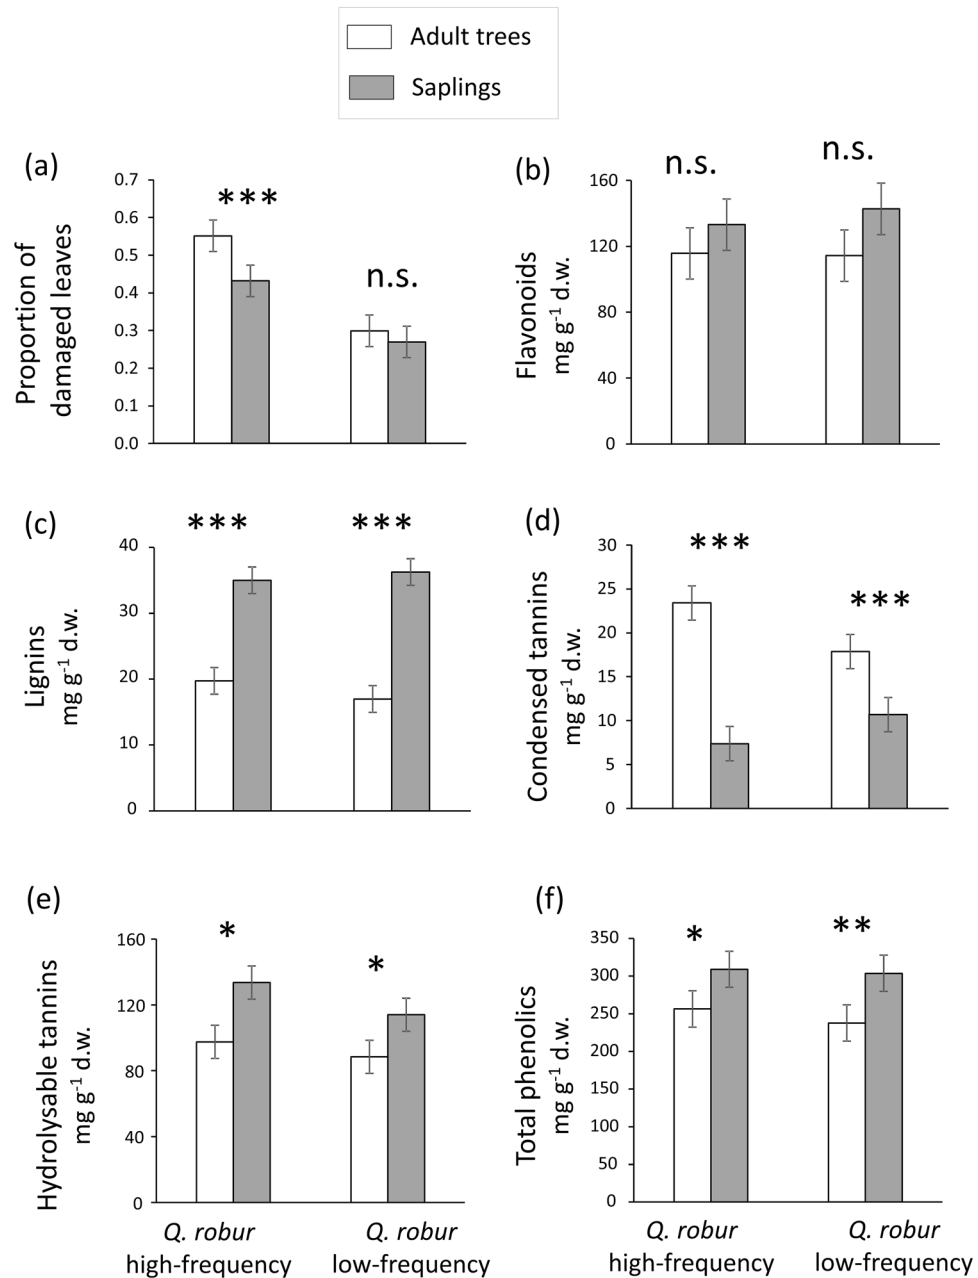 Adult trees
Saplings
(a)
Proportion of
damaged leaves
0.7
0.6
0.5
0.4
0.3
0.2
0.1
0.0
***
n.s.
(b)
Flavonoids
mg g-1 d.w.
160
120
80
40
0
n.s.
n.s.
(c)
Lignins
mg g-1 d.w.
40
30
20
10
0
***
***
(d)
Condensed tannins
mg g-1 d.w.
30
25
20
15
10
5
0
***
***
(e)
Hydrolysable tannins
mg g-1 d.w.
160
120
80
40
0
*
*
Q. robur
high-frequency
Q. robur
low-frequency
(f)
Total phenolics
mg g-1 d.w.
350
300
250
200
150
100
50
0
*
**
Q. robur
high-frequency
Q. robur
low-frequency